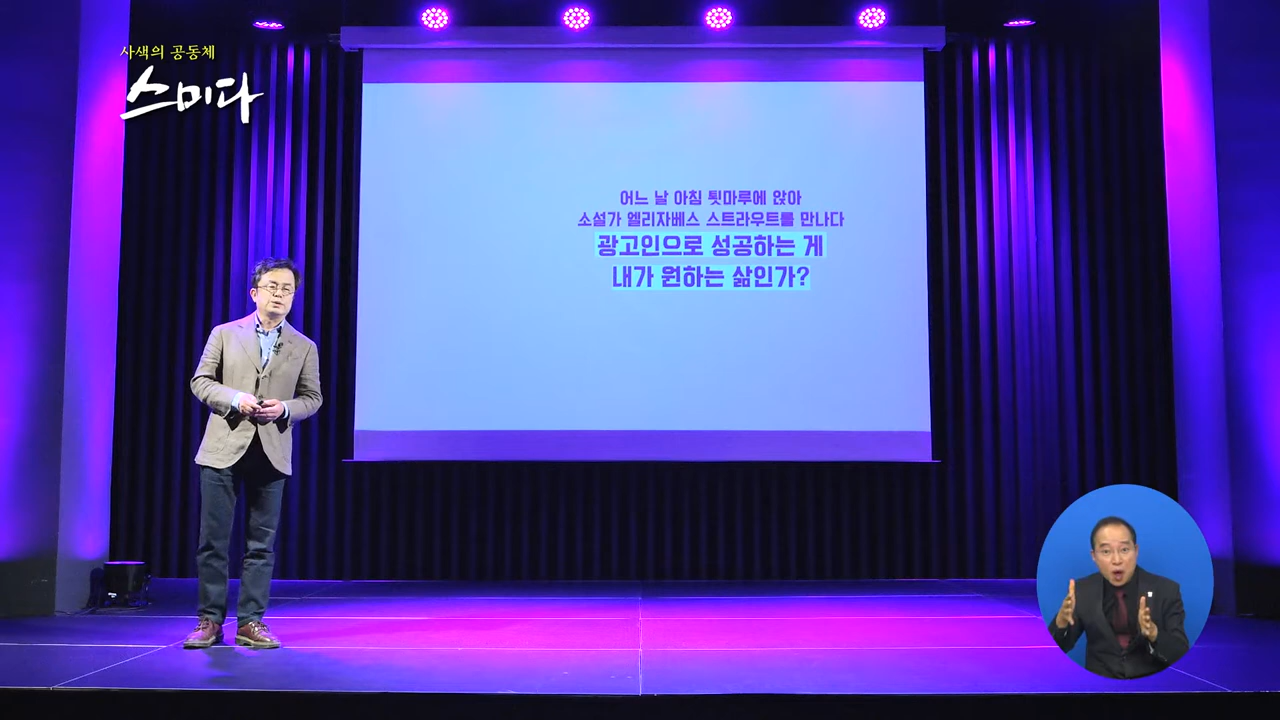 사색의 공동체
스미다
어느 날 아침 툇마루에 앉아
소설가 엘리자베스 스트라우트를 만나다
광고인으로 성공하는 게
내가 원하는 삶인가?